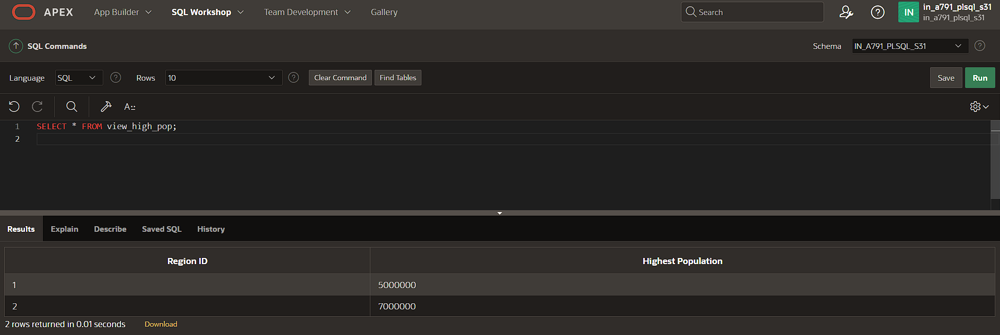 APEX App Builder SQL Workshop Team Development Gallery Search IN in_a791_plsql_s31
in_a791_plsql_s31
SQL Commands Schema IN_A791_PLSQL_S31
Language SQL Rows 10 Clear Command Find Tables Save Run
A::
1 SELECT * FROM view_high_pop;
2
Results Explain Describe Saved SQL History
Region ID Highest Population
1 5000000
2 7000000
2 rows returned in 0.01 seconds Download